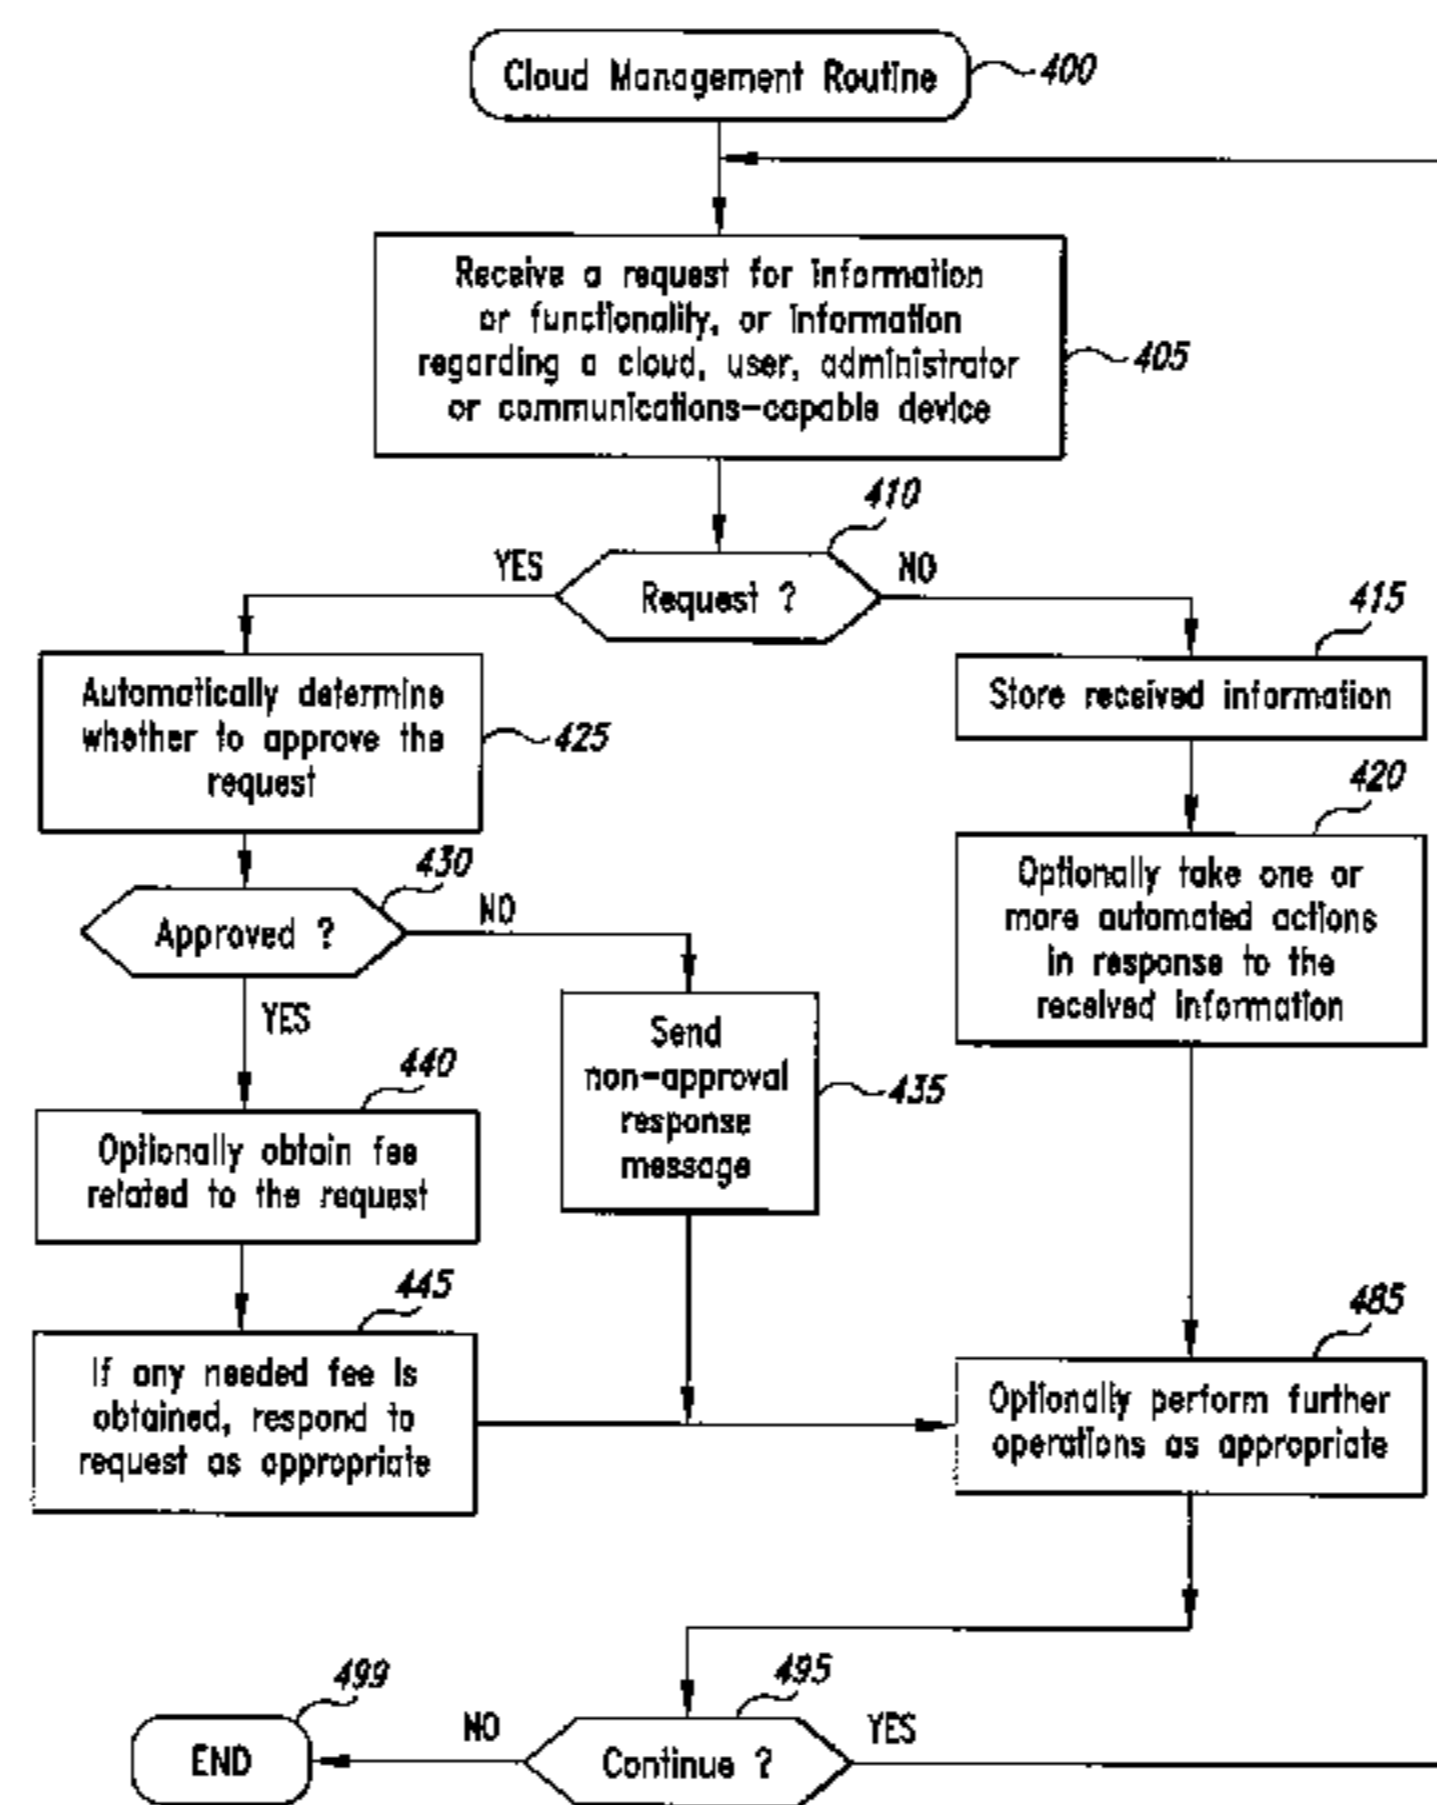 Cloud Management Routine
400
Receive a request for information
or functionality, or information
regarding a cloud, user, administrator
or communications-capable device
405
410
YES
Request ?
NO
415
Automatically determine
whether to approve the
request
425
Store received information
420
430
Approved ?
NO
Optionally take one or
more automated actions
in response to the
received information
YES
Send
non-approval
response
message
435
440
Optionally obtain fee
related to the request
445
If any needed fee is
obtained, respond to
request as appropriate
485
Optionally perform further
operations as appropriate
499
END
NO
495
Continue ?
YES